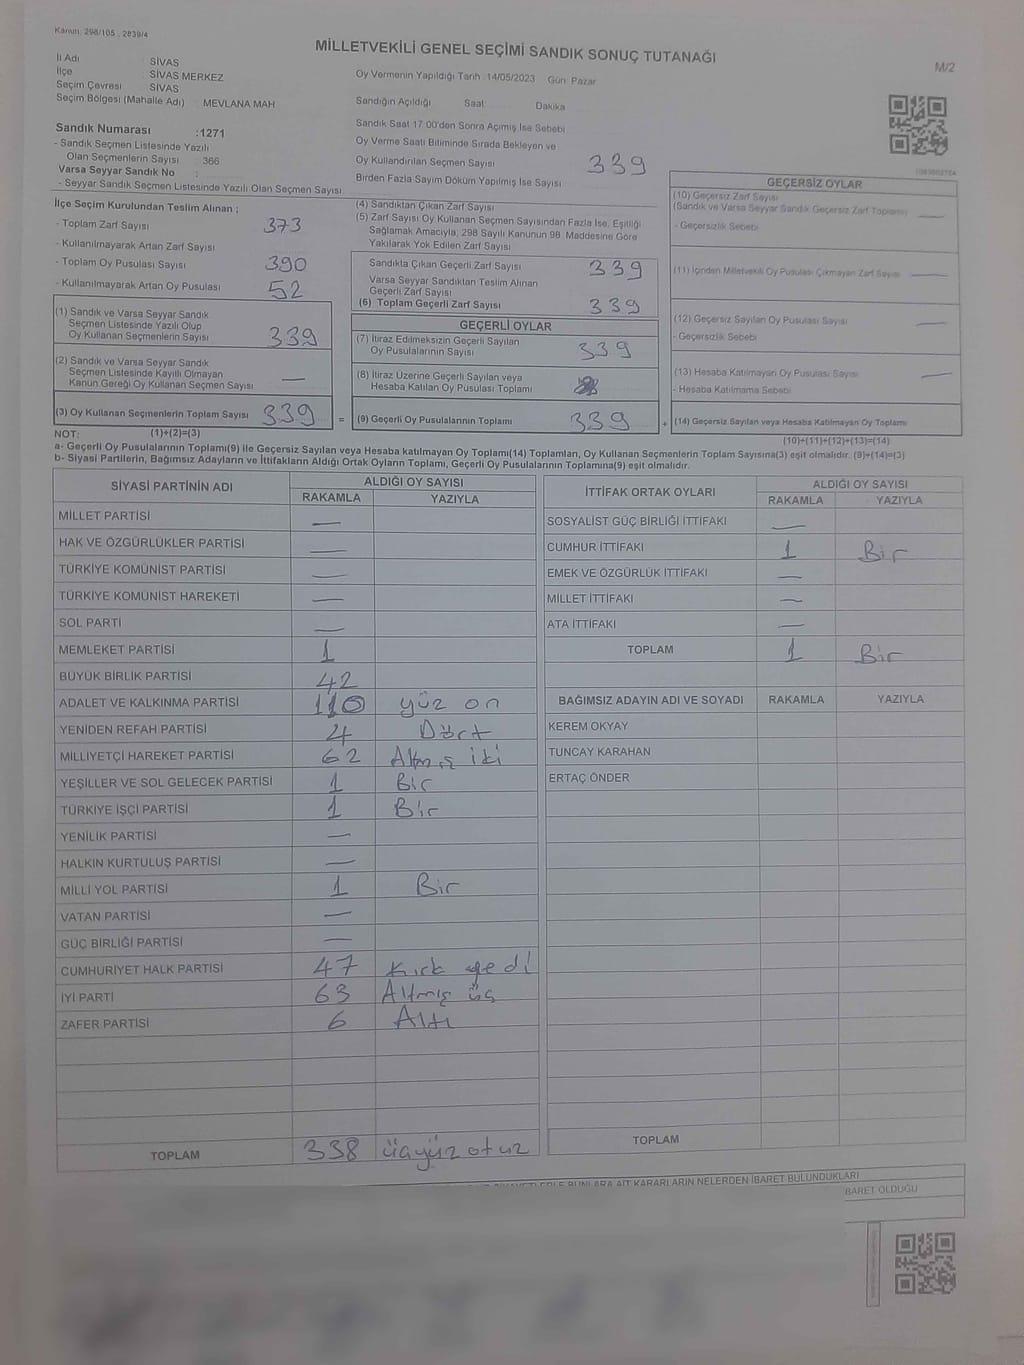 Kanun: 298/105 , 2839/4
MİLLETVEKİLİ GENEL SEÇİMİ SANDIK SONUÇ TUTANAĞI
M/2
İl Adı : SİVAS
İlçe : SİVAS MERKEZ
Seçim Çevresi : SİVAS
Seçim Bölgesi (Mahalle Adı) : MEVLANA MAH
Oy Vermenin Yapıldığı Tarih :14/05/2023 Gün: Pazar
Sandığın Açıldığı Saat: Dakika
Sandık Saat 17:00'den Sonra Açımış İse Sebebi
Oy Verme Saati Bitiminde Sırada Bekleyen ve
Oy Kullandırılan Seçmen Sayısı 339
Birden Fazla Sayım Döküm Yapılmış İse Sayısı
Sandık Numarası :1271
- Sandık Seçmen Listesinde Yazılı
Olan Seçmenlerin Sayısı : 366
Varsa Seyyar Sandık No :
- Seyyar Sandık Seçmen Listesinde Yazılı Olan Seçmen Sayısı:
İlçe Seçim Kurulundan Teslim Alınan ;
- Toplam Zarf Sayısı 373
- Kullanılmayarak Artan Zarf Sayısı
- Toplam Oy Pusulası Sayısı 390
- Kullanılmayarak Artan Oy Pusulası 52
(1) Sandık ve Varsa Seyyar Sandık
Seçmen Listesinde Yazılı Olup
Oy Kullanan Seçmenlerin Sayısı 339
(2) Sandık ve Varsa Seyyar Sandık
Seçmen Listesinde Kayıtlı Olmayan
Kanun Gereği Oy Kullanan Seçmen Sayısı —
(3) Oy Kullanan Seçmenlerin Toplam Sayısı 339
(1)+(2)=(3)
(4) Sandıktan Çıkan Zarf Sayısı
(5) Zarf Sayısı Oy Kullanan Seçmen Sayısından Fazla İse, Eşitliği
Sağlamak Amacıyla, 298 Sayılı Kanunun 98. Maddesine Göre
Yakılarak Yok Edilen Zarf Sayısı
Sandıkta Çıkan Geçerli Zarf Sayısı 339
Varsa Seyyar Sandıktan Teslim Alınan
Geçerli Zarf Sayısı
(6) Toplam Geçerli Zarf Sayısı 339
GEÇERLİ OYLAR
(7) İtiraz Edilmeksizin Geçerli Sayılan
Oy Pusulalarının Sayısı 339
(8) İtiraz Üzerine Geçerli Sayılan veya
Hesaba Katılan Oy Pusulası Toplamı
= (9) Geçerli Oy Pusulalarının Toplamı 339 +
GEÇERSİZ OYLAR
(10) Geçersiz Zarf Sayısı
(Sandık ve Varsa Seyyar Sandık Geçersiz Zarf Toplamı) —
- Geçersizlik Sebebi
(11) İçinden Milletvekili Oy Pusulası Çıkmayan Zarf Sayısı —
(12) Geçersiz Sayılan Oy Pusulası Sayısı —
- Geçersizlik Sebebi
(13) Hesaba Katılmayan Oy Pusulası Sayısı —
- Hesaba Katılmama Sebebi
(14) Geçersiz Sayılan veya Hesaba Katılmayan Oy Toplamı
(10)+(11)+(12)+(13)=(14)
NOT:
a- Geçerli Oy Pusulalarının Toplamı(9) ile Geçersiz Sayılan veya Hesaba katılmayan Oy Toplamı(14) Toplamları, Oy Kullanan Seçmenlerin Toplam Sayısına(3) eşit olmalıdır. (9)+(14)=(3)
b- Siyasi Partilerin, Bağımsız Adayların ve İttifakların Aldığı Ortak Oyların Toplamı, Geçerli Oy Pusulalarının Toplamına(9) eşit olmalıdır.
SİYASİ PARTİNİN ADI ALDIĞI OY SAYISI
RAKAMLA YAZIYLA
MİLLET PARTİSİ —
HAK VE ÖZGÜRLÜKLER PARTİSİ —
TÜRKİYE KOMÜNİST PARTİSİ —
TÜRKİYE KOMÜNİST HAREKETİ —
SOL PARTİ —
MEMLEKET PARTİSİ 1
BÜYÜK BİRLİK PARTİSİ 42
ADALET VE KALKINMA PARTİSİ 110 yüz on
YENİDEN REFAH PARTİSİ 4 Dört
MİLLİYETÇİ HAREKET PARTİSİ 62 Altmış iki
YEŞİLLER VE SOL GELECEK PARTİSİ 1 Bir
TÜRKİYE İŞÇİ PARTİSİ 1 Bir
YENİLİK PARTİSİ —
HALKIN KURTULUŞ PARTİSİ —
MİLLİ YOL PARTİSİ 1 Bir
VATAN PARTİSİ —
GÜÇ BİRLİĞİ PARTİSİ —
CUMHURİYET HALK PARTİSİ 47 Kırk yedi
İYİ PARTİ 63 Altmış üç
ZAFER PARTİSİ 6 Altı
TOPLAM 338 üçyüz otuz
İTTİFAK ORTAK OYLARI ALDIĞI OY SAYISI
RAKAMLA YAZIYLA
SOSYALİST GÜÇ BİRLİĞİ İTTİFAKI —
CUMHUR İTTİFAKI 1 Bir
EMEK VE ÖZGÜRLÜK İTTİFAKI —
MİLLET İTTİFAKI —
ATA İTTİFAKI —
TOPLAM 1 Bir
BAĞIMSIZ ADAYIN ADI VE SOYADI RAKAMLA YAZIYLA
KEREM OKYAY
TUNCAY KARAHAN
ERTAÇ ÖNDER
TOPLAM
BUNLARA AİT KARARLARIN NELERDEN İBARET BULUNDUKLARI
BARET OLDUĞU